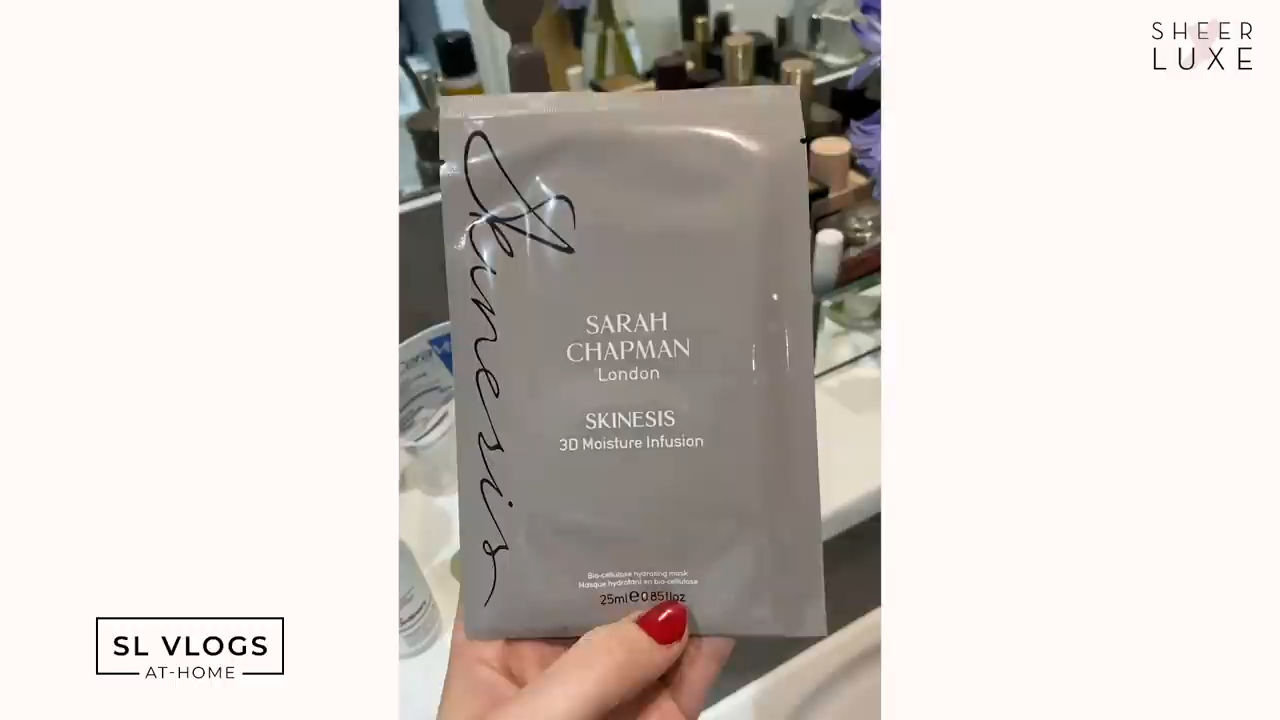 SHEER
LUXE
Skinesis
SARAH
CHAPMAN
London
SKINESIS
3D Moisture Infusion
Bio-cellulose hydrating mask
Masque hydratant en bio-cellulose
25ml e 0.85fl oz
SL VLOGS
AT-HOME